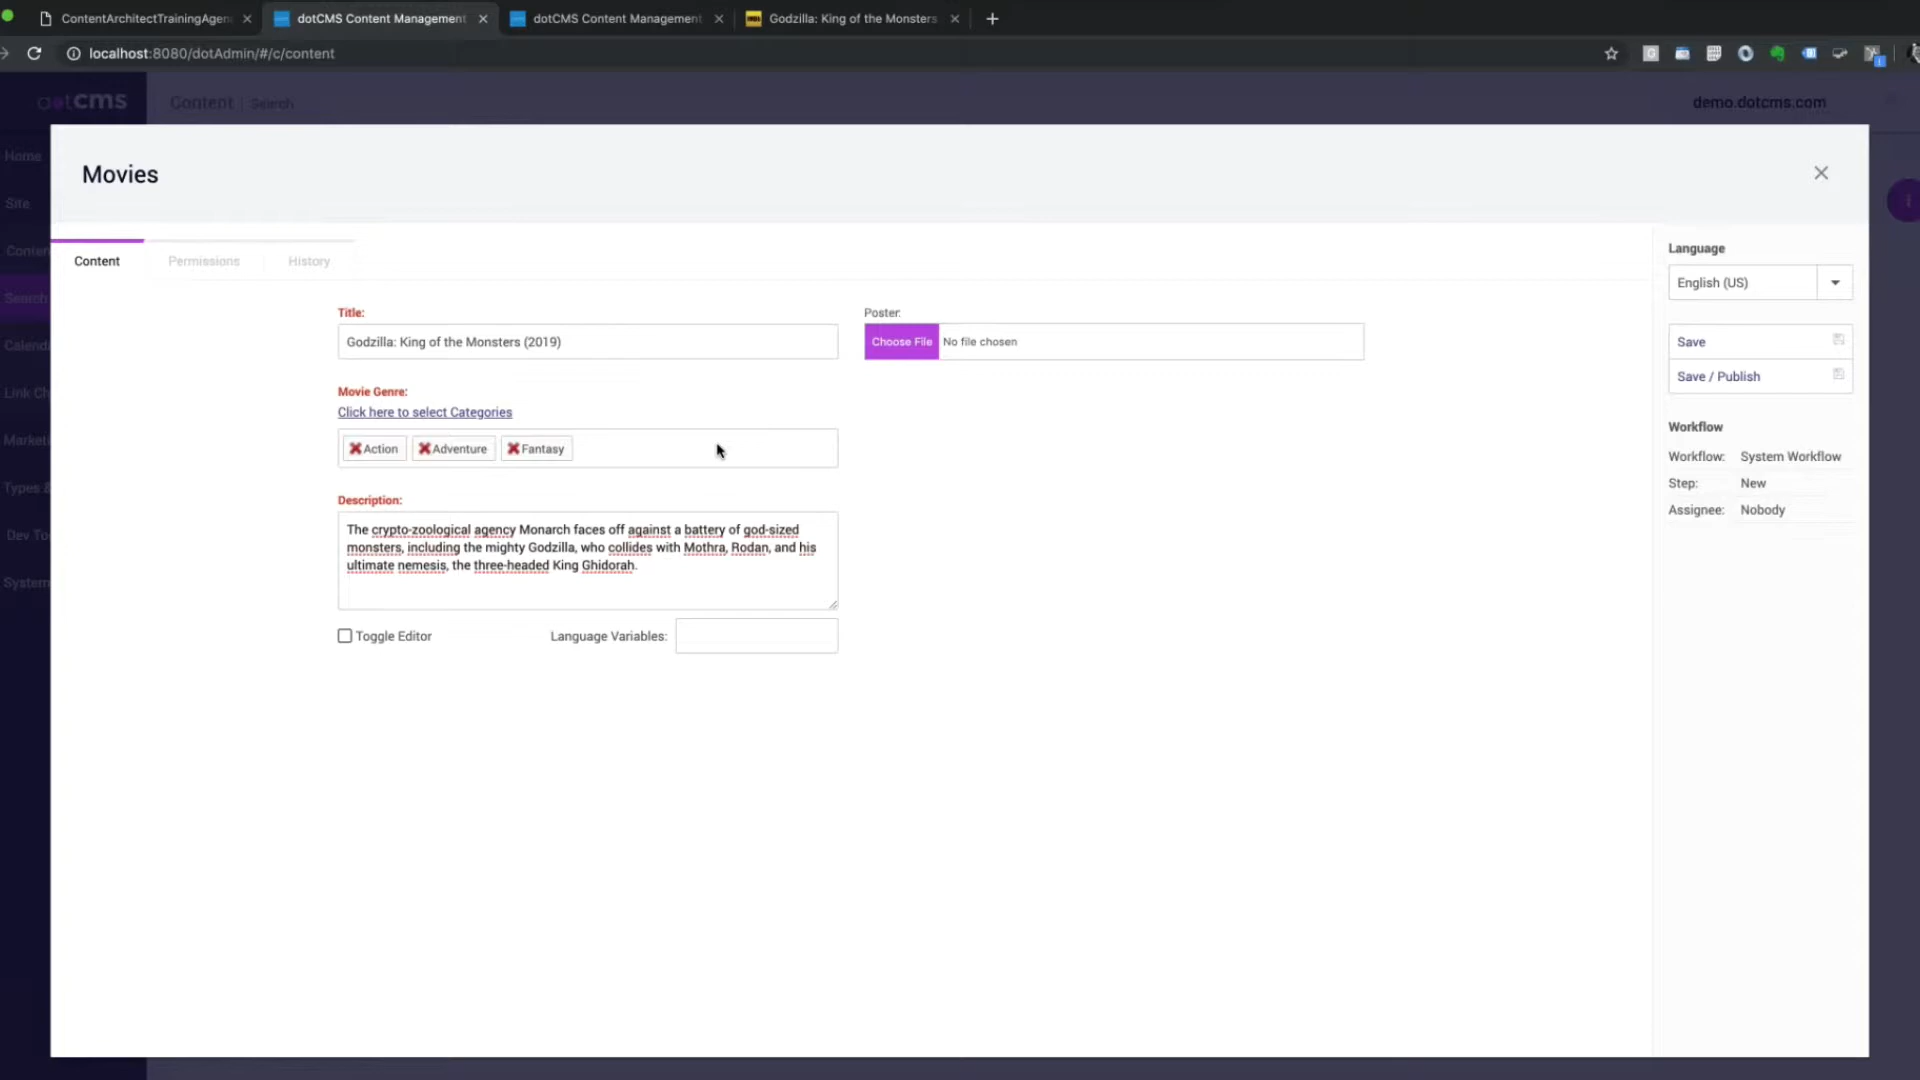 ContentArchitectTrainingAgen
dotCMS Content Management
dotCMS Content Management
Godzilla: King of the Monsters
localhost:8080/dotAdmin/#/c/content
dotCMS
Content
Search
demo.dotcms.com
Home
Site
Conten
Search
Calenda
Link Ch
Marketi
Types &
Dev Too
System
Movies
Content
Permissions
History
Title:
Godzilla: King of the Monsters (2019)
Movie Genre:
Click here to select Categories
Action
Adventure
Fantasy
Description:
The crypto-zoological agency Monarch faces off against a battery of god-sized
monsters, including the mighty Godzilla, who collides with Mothra, Rodan, and his
ultimate nemesis, the three-headed King Ghidorah.
Toggle Editor
Language Variables:
Poster:
Choose File
No file chosen
Language
English (US)
Save
Save / Publish
Workflow
Workflow: System Workflow
Step: New
Assignee: Nobody